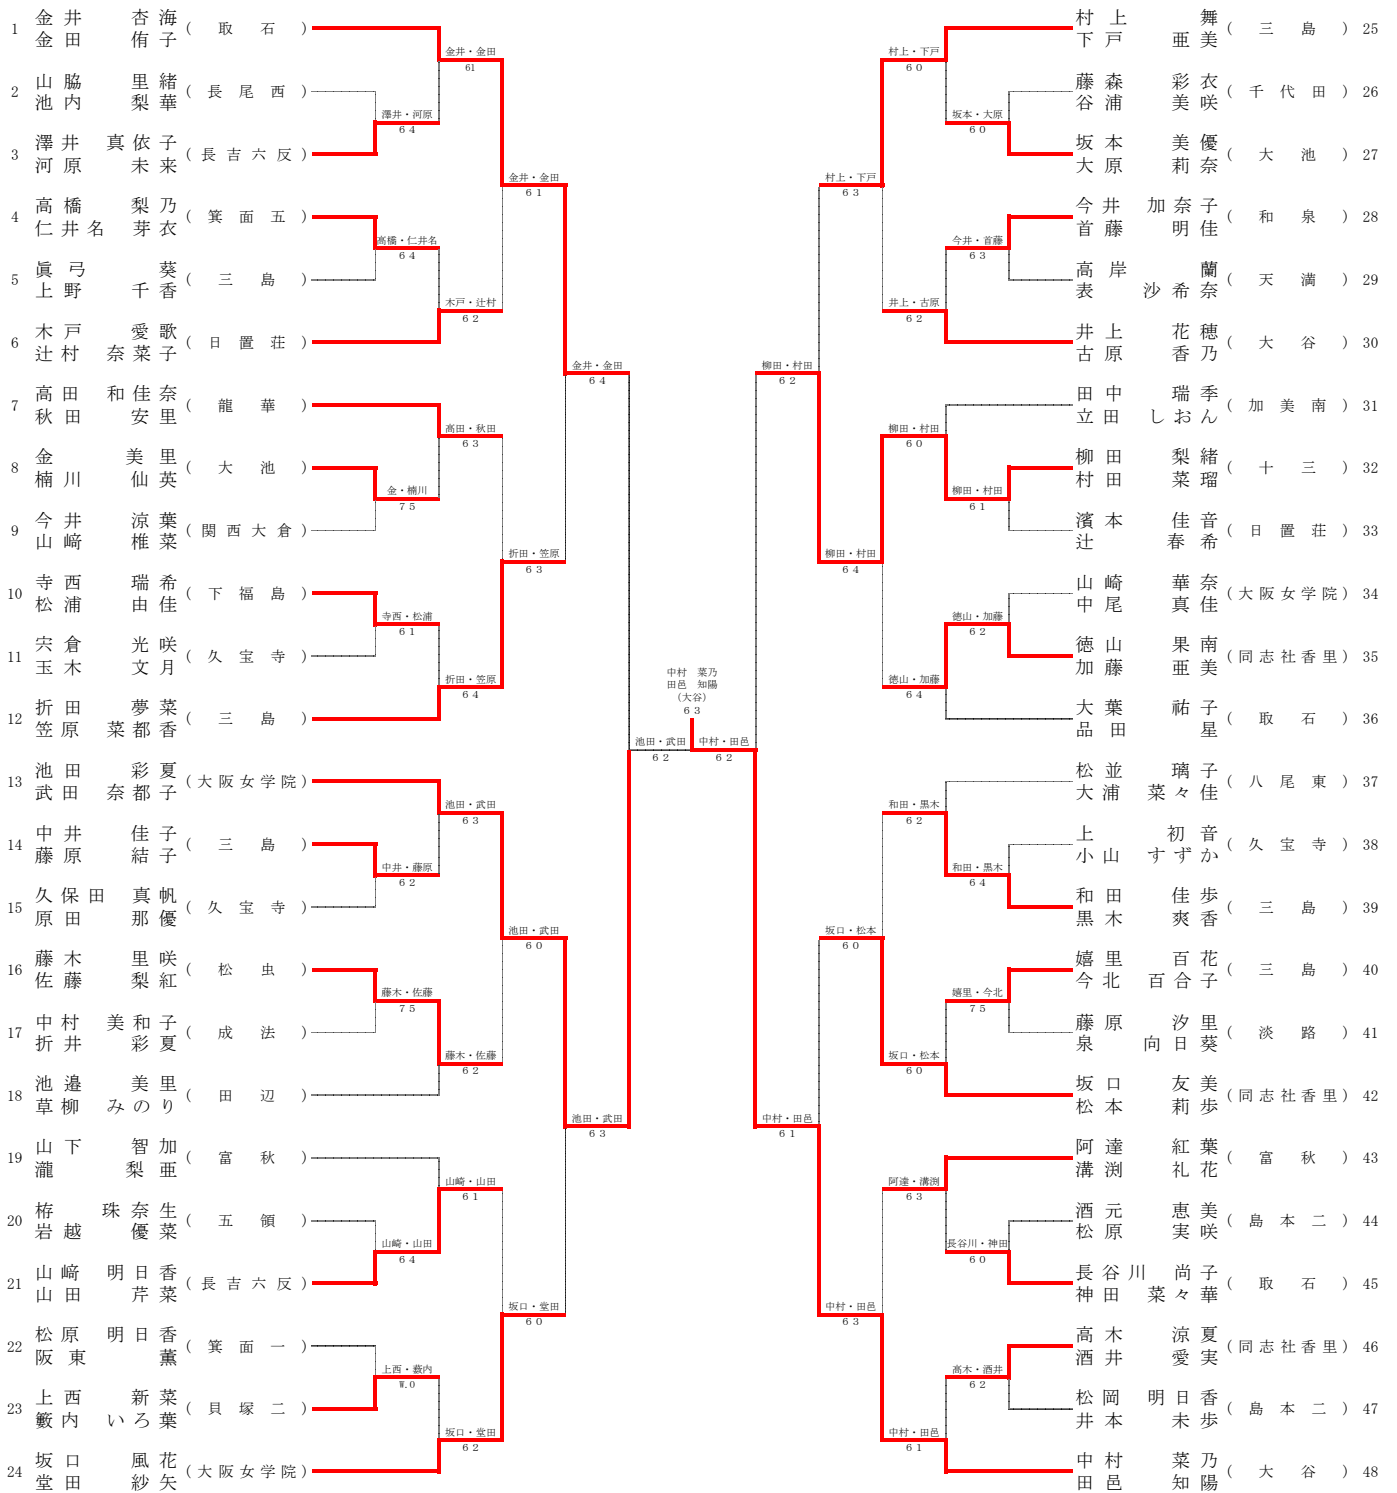 1 金井 杏海 金田 侑子 (取石)
2 山脇 里緒 池内 梨華 (長尾西)
3 澤井 真依子 河原 未来 (長吉六反)
4 高橋 梨乃 仁井名 芽衣 (箕面五)
5 眞弓 葵 上野 千香 (三島)
6 木戸 愛歌 辻村 奈菜子 (日置荘)
7 高田 和佳奈 秋田 安里 (龍華)
8 金 美里 楠川 仙英 (大池)
9 今井 涼葉 山﨑 椎菜 (関西大倉)
10 寺西 瑞希 松浦 由佳 (下福島)
11 宍倉 光咲 玉木 文月 (久宝寺)
12 折田 夢菜 笠原 菜都香 (三島)
13 池田 彩夏 武田 奈都子 (大阪女学院)
14 中井 佳子 藤原 結子 (三島)
15 久保田 真帆 原田 那優 (久宝寺)
16 藤木 里咲 佐藤 梨紅 (松虫)
17 中村 美和子 折井 彩夏 (成法)
18 池邉 美里 草柳 みのり (田辺)
19 山下 智加 瀧 梨亜 (富秋)
20 栫 珠奈生 岩越 優菜 (五領)
21 山﨑 明日香 山田 芹菜 (長吉六反)
22 松原 明日香 阪東 薫 (箕面一)
23 上西 新菜 籔内 いろ葉 (貝塚二)
24 坂口 風花 堂田 紗矢 (大阪女学院)
金井・金田
61
澤井・河原
64
金井・金田
61
高橋・仁井名
64
木戸・辻村
62
金井・金田
64
高田・秋田
63
金・楠川
75
折田・笠原
63
寺西・松浦
61
折田・笠原
64
池田・武田
62
池田・武田
63
中井・藤原
62
池田・武田
60
藤木・佐藤
75
藤木・佐藤
62
池田・武田
63
山崎・山田
61
山崎・山田
64
坂口・堂田
60
上西・薮内
W.0
坂口・堂田
62
中村 菜乃
田邑 知陽
(大谷)
63
村上・下戸
60
坂本・大原
60
村上・下戸
63
今井・首藤
63
井上・古原
62
柳田・村田
62
柳田・村田
60
柳田・村田
61
柳田・村田
64
徳山・加藤
62
徳山・加藤
64
中村・田邑
62
和田・黒木
62
和田・黒木
64
坂口・松本
60
嬉里・今北
75
坂口・松本
60
中村・田邑
61
阿達・溝渕
63
長谷川・神田
60
中村・田邑
63
高木・酒井
62
中村・田邑
61
村上 舞 下戸 亜美 (三島) 25
藤森 彩衣 谷浦 美咲 (千代田) 26
坂本 美優 大原 莉奈 (大池) 27
今井 加奈子 首藤 明佳 (和泉) 28
高岸 蘭 表 沙希奈 (天満) 29
井上 花穂 古原 香乃 (大谷) 30
田中 瑞季 立田 しおん (加美南) 31
柳田 梨緒 村田 菜瑠 (十三) 32
濱本 佳音 辻 春希 (日置荘) 33
山崎 華奈 中尾 真佳 (大阪女学院) 34
徳山 果南 加藤 亜美 (同志社香里) 35
大葉 祐子 品田 星 (取石) 36
松並 璃子 大浦 菜々佳 (八尾東) 37
上 初音 小山 すずか (久宝寺) 38
和田 佳歩 黒木 爽香 (三島) 39
嬉里 百花 今北 百合子 (三島) 40
藤原 汐里 泉 向日葵 (淡路) 41
坂口 友美 松本 莉歩 (同志社香里) 42
阿達 紅葉 溝渕 礼花 (富秋) 43
酒元 恵美 松原 実咲 (島本二) 44
長谷川 尚子 神田 菜々華 (取石) 45
高木 涼夏 酒井 愛実 (同志社香里) 46
松岡 明日香 井本 未歩 (島本二) 47
中村 菜乃 田邑 知陽 (大谷) 48